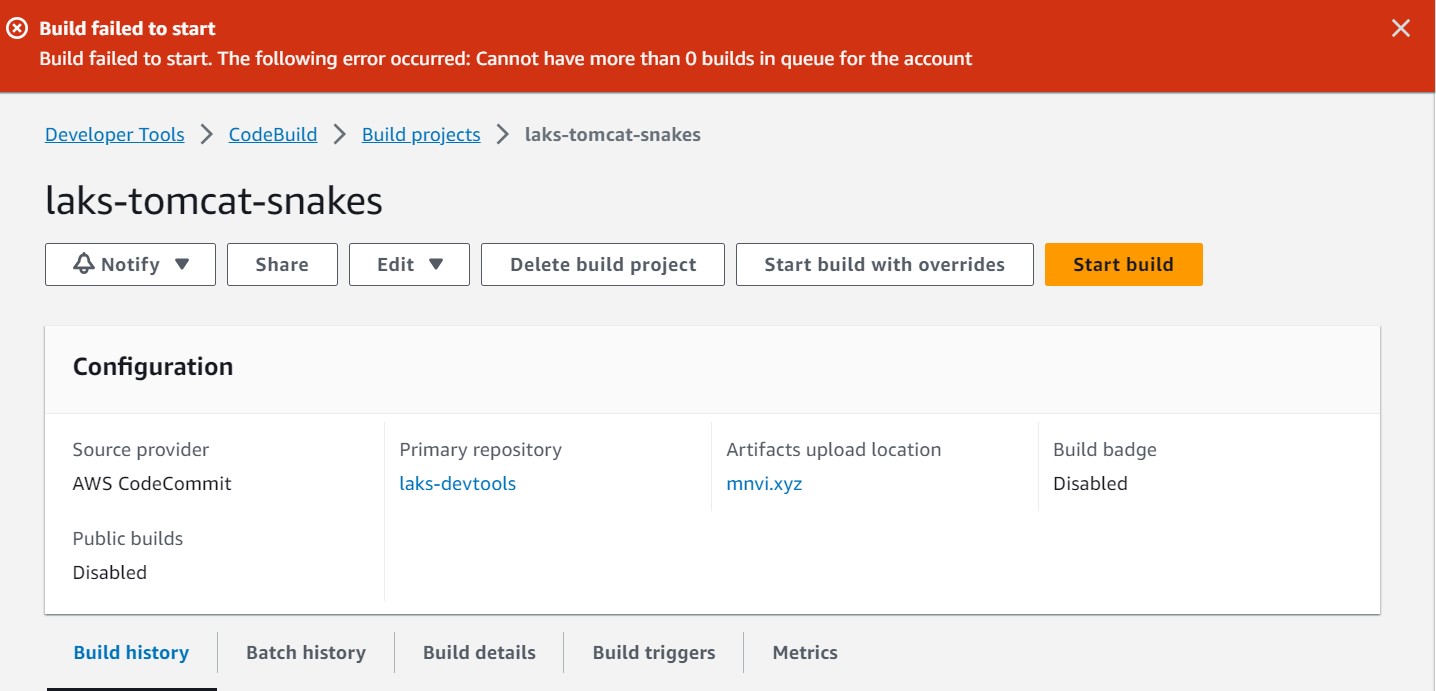 Build failed to start
Build failed to start. The following error occurred: Cannot have more than 0 builds in queue for the account
Developer Tools > CodeBuild > Build projects > laks-tomcat-snakes
laks-tomcat-snakes
Notify Share Edit Delete build project Start build with overrides Start build
Configuration
Source provider Primary repository Artifacts upload location Build badge
AWS CodeCommit laks-devtools mnvi.xyz Disabled
Public builds
Disabled
Build history Batch history Build details Build triggers Metrics